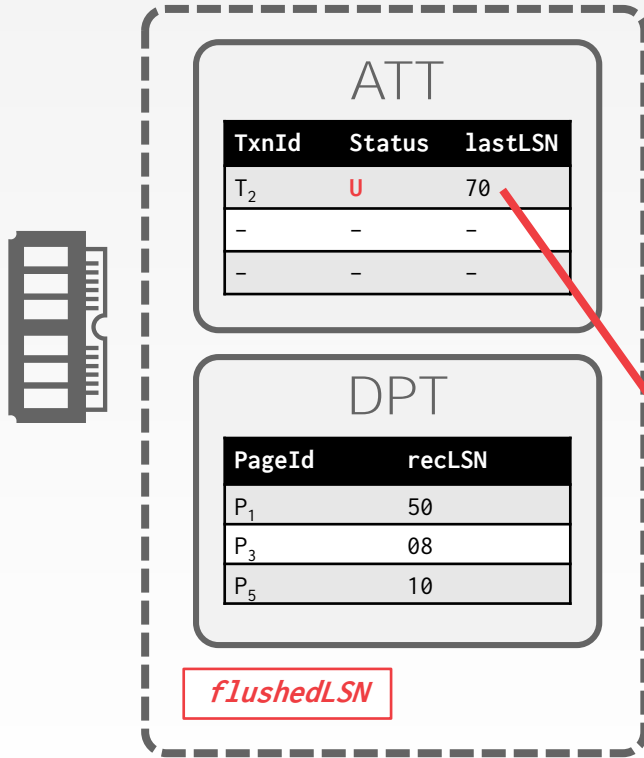 ATT
TxnId Status lastLSN
T₂ U 70
– – –
– – –
DPT
PageId recLSN
P₁ 50
P₃ 08
P₅ 10
flushedLSN